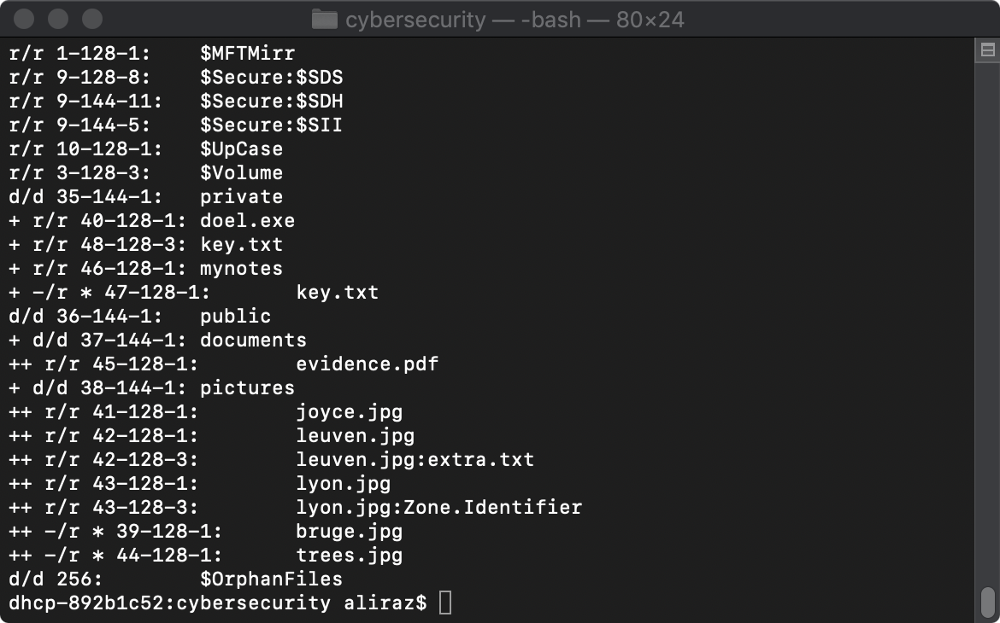 cybersecurity — -bash — 80×24
r/r 1-128-1:    $MFTMirr
r/r 9-128-8:    $Secure:$SDS
r/r 9-144-11:   $Secure:$SDH
r/r 9-144-5:    $Secure:$SII
r/r 10-128-1:   $UpCase
r/r 3-128-3:    $Volume
d/d 35-144-1:   private
+ r/r 40-128-1: doel.exe
+ r/r 48-128-3: key.txt
+ r/r 46-128-1: mynotes
+ -/r * 47-128-1:       key.txt
d/d 36-144-1:   public
+ d/d 37-144-1: documents
++ r/r 45-128-1:        evidence.pdf
+ d/d 38-144-1: pictures
++ r/r 41-128-1:        joyce.jpg
++ r/r 42-128-1:        leuven.jpg
++ r/r 42-128-3:        leuven.jpg:extra.txt
++ r/r 43-128-1:        lyon.jpg
++ r/r 43-128-3:        lyon.jpg:Zone.Identifier
++ -/r * 39-128-1:      bruge.jpg
++ -/r * 44-128-1:      trees.jpg
d/d 256:        $OrphanFiles
dhcp-892b1c52:cybersecurity aliraz$